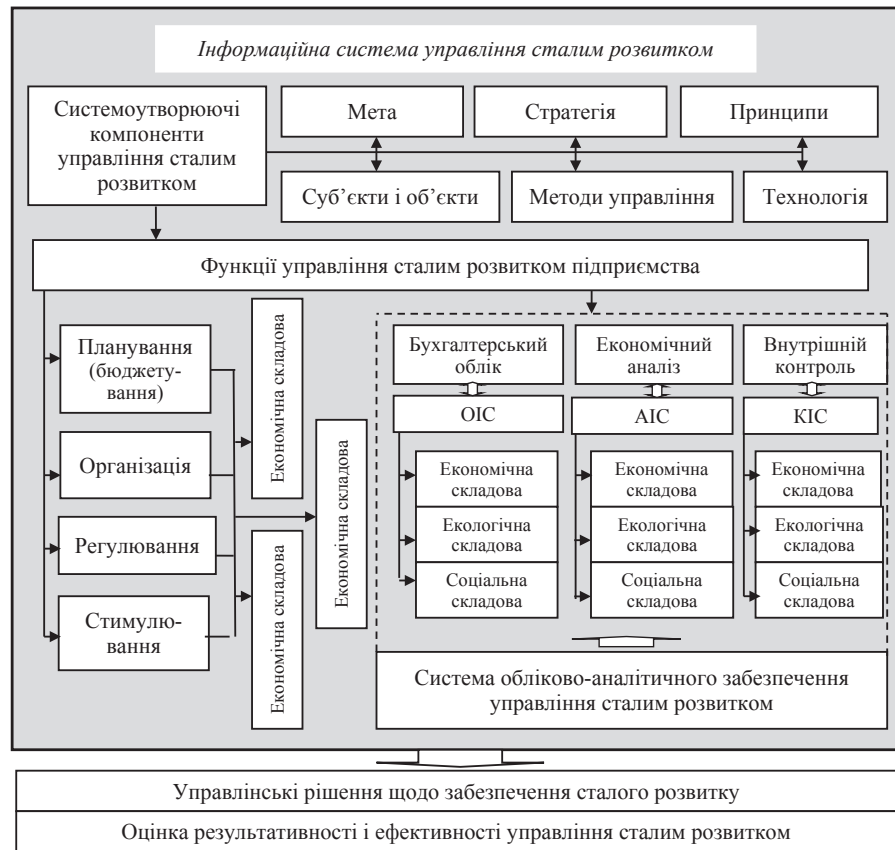 Інформаційна система управління сталим розвитком
Системоутворюючі
компоненти
управління сталим
розвитком
Мета
Стратегія
Принципи
Суб’єкти і об’єкти
Методи управління
Технологія
Функції управління сталим розвитком підприємства
Планування
(бюджету-
вання)
Організація
Регулювання
Стимулю-
вання
Економічна складова
Економічна складова
Економічна складова
Бухгалтерський
облік
Економічний
аналіз
Внутрішній
контроль
ОІС
АІС
КІС
Економічна
складова
Екологічна
складова
Соціальна
складова
Економічна
складова
Екологічна
складова
Соціальна
складова
Економічна
складова
Екологічна
складова
Соціальна
складова
Система обліково-аналітичного забезпечення
управління сталим розвитком
Управлінські рішення щодо забезпечення сталого розвитку
Оцінка результативності і ефективності управління сталим розвитком